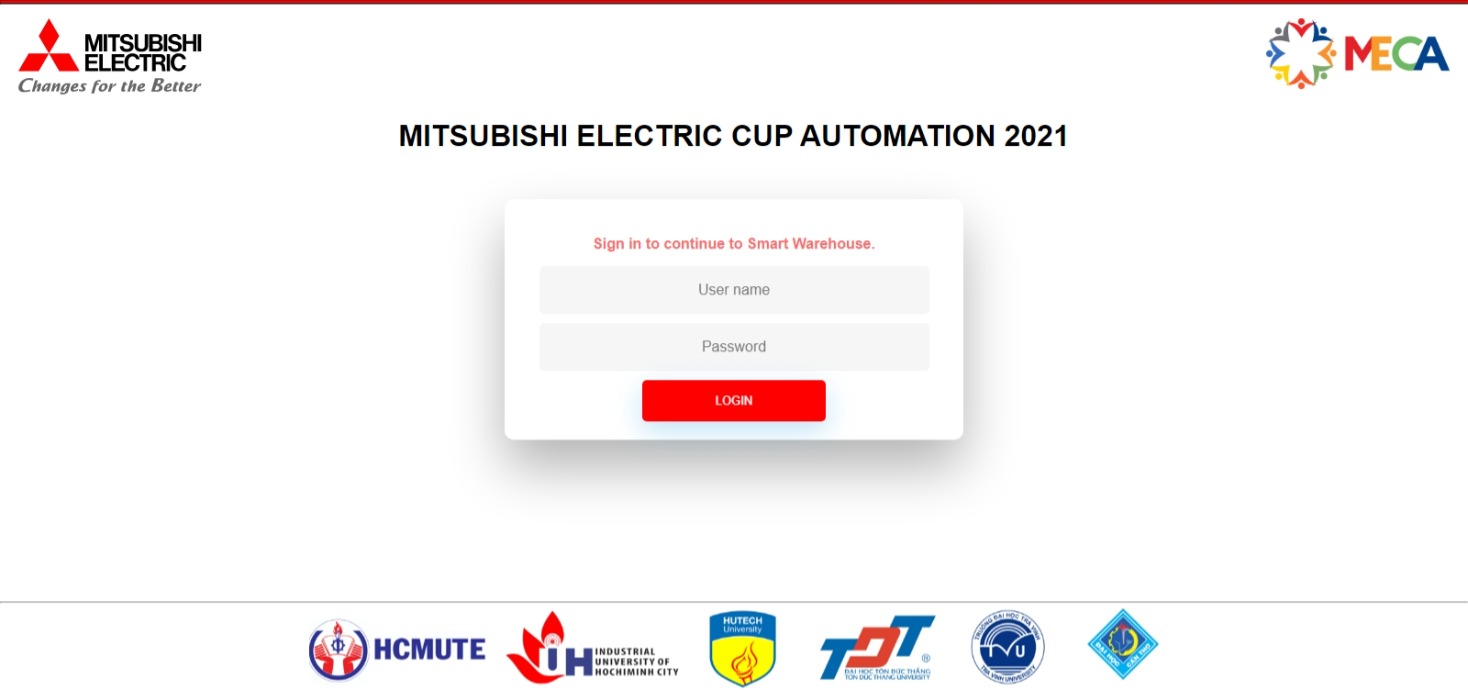 MITSUBISHI
ELECTRIC
Changes for the Better
MECA
MITSUBISHI ELECTRIC CUP AUTOMATION 2021
Sign in to continue to Smart Warehouse.
User name
Password
LOGIN
HCMUTE
IUH
INDUSTRIAL
UNIVERSITY OF
HOCHIMINH CITY
HUTECH
University
TDT
®
ĐẠI HỌC TÔN ĐỨC THẮNG
TON DUC THANG UNIVERSITY
TRƯỜNG ĐẠI HỌC TRÀ VINH
TVU
TRA VINH UNIVERSITY
ĐẠI HỌC
CẦN THƠ